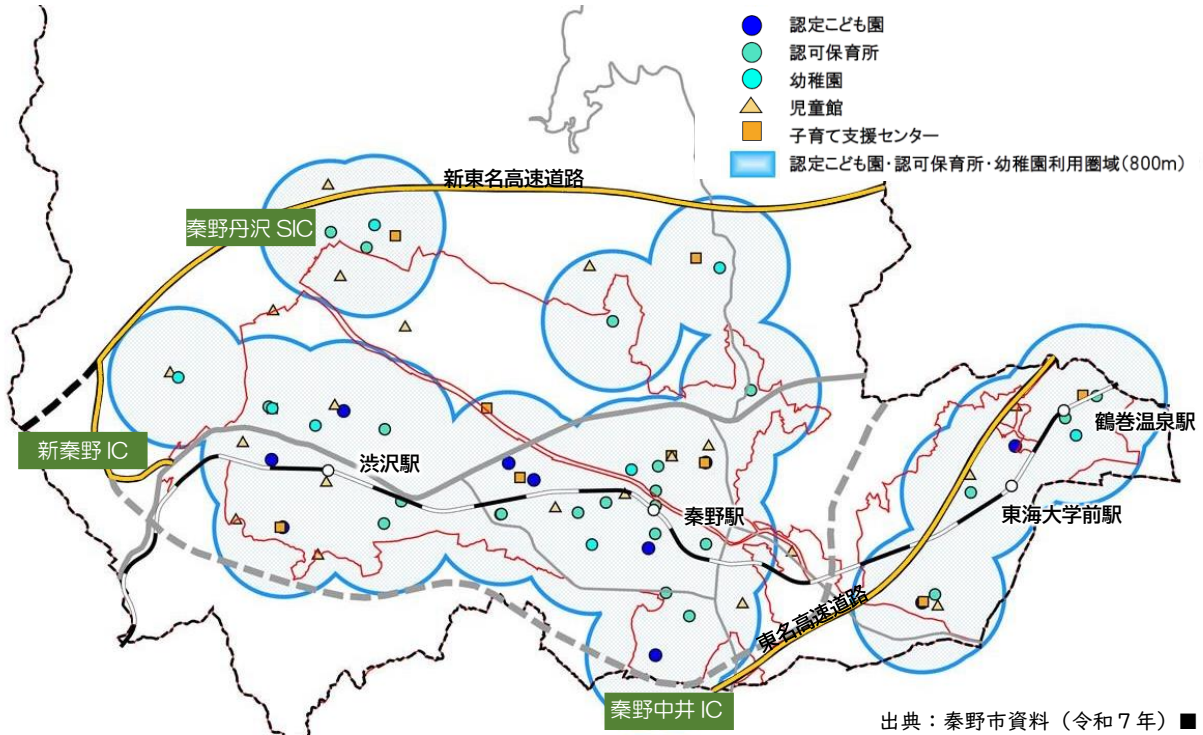 認定こども園
認可保育所
幼稚園
児童館
子育て支援センター
認定こども園・認可保育所・幼稚園利用圏域(800m)
新東名高速道路
秦野丹沢 SIC
新秦野 IC
渋沢駅
鶴巻温泉駅
秦野駅
東海大学前駅
東名高速道路
秦野中井 IC
出典:秦野市資料(令和7年)■